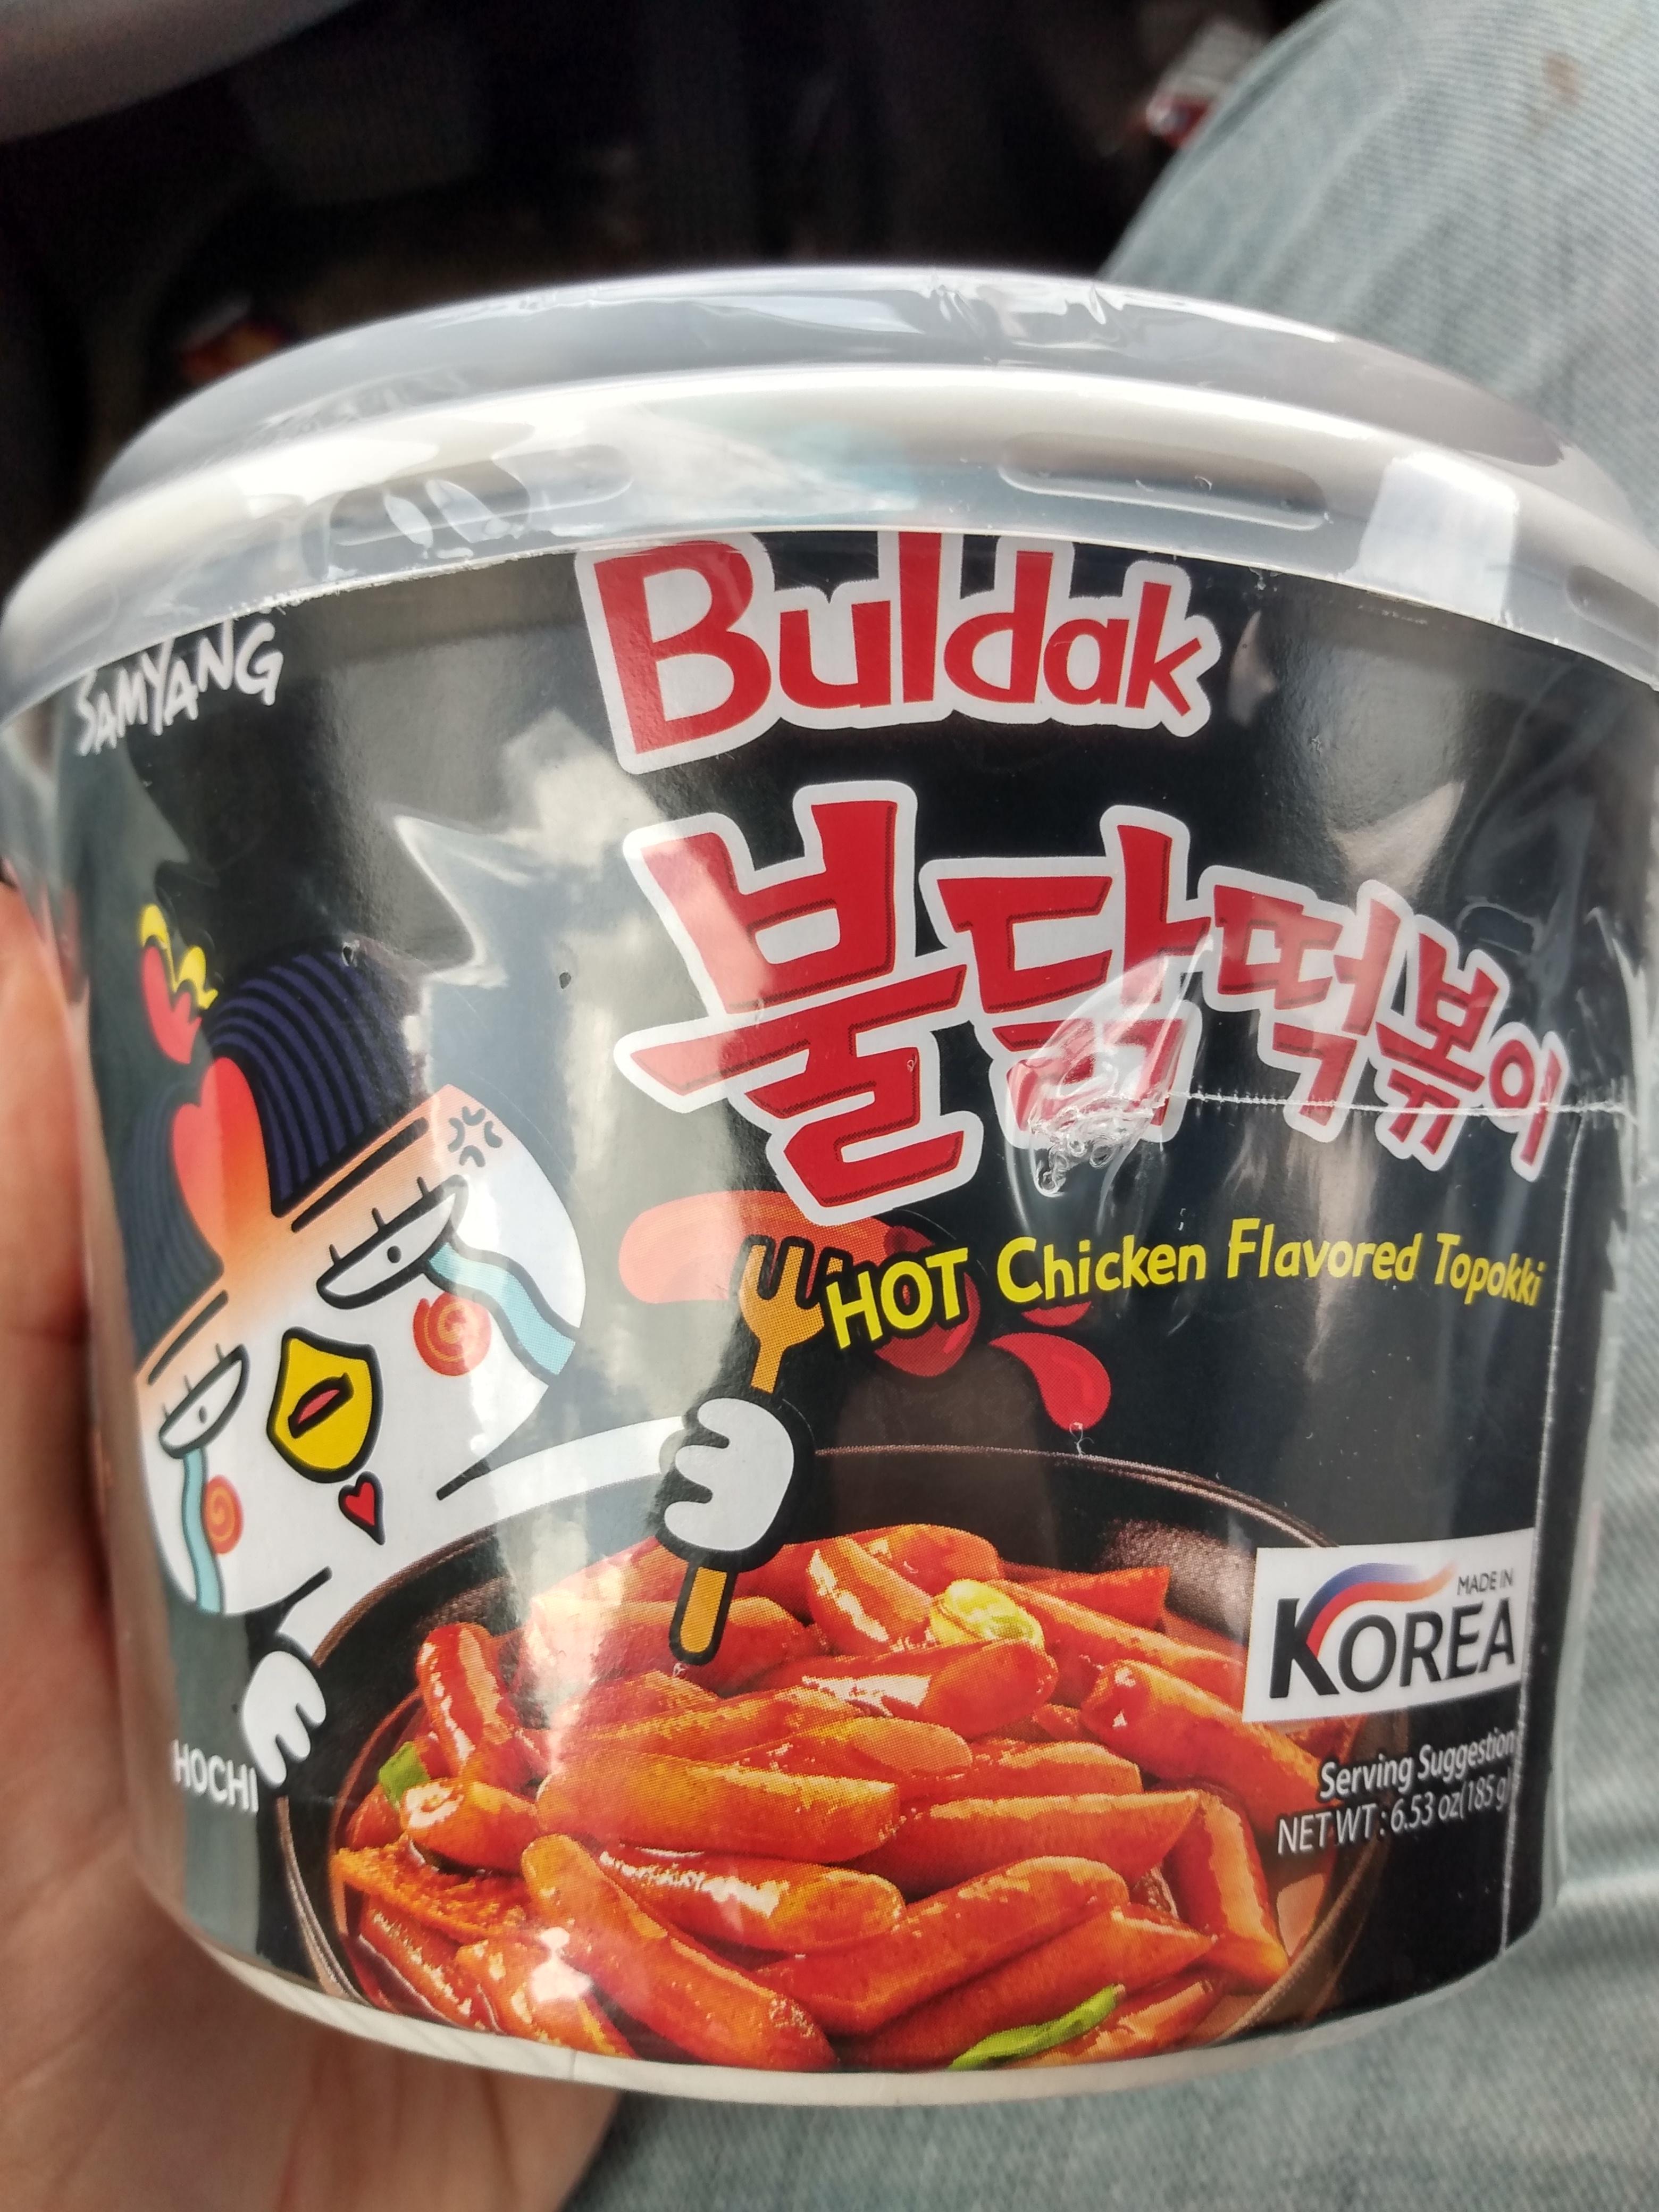 SAMYANG
Buldak
불닭떡볶이
HOT Chicken Flavored Topokki
HOCHI
MADE IN
KOREA
Serving Suggestion
NET WT : 6.53 oz(185 g)